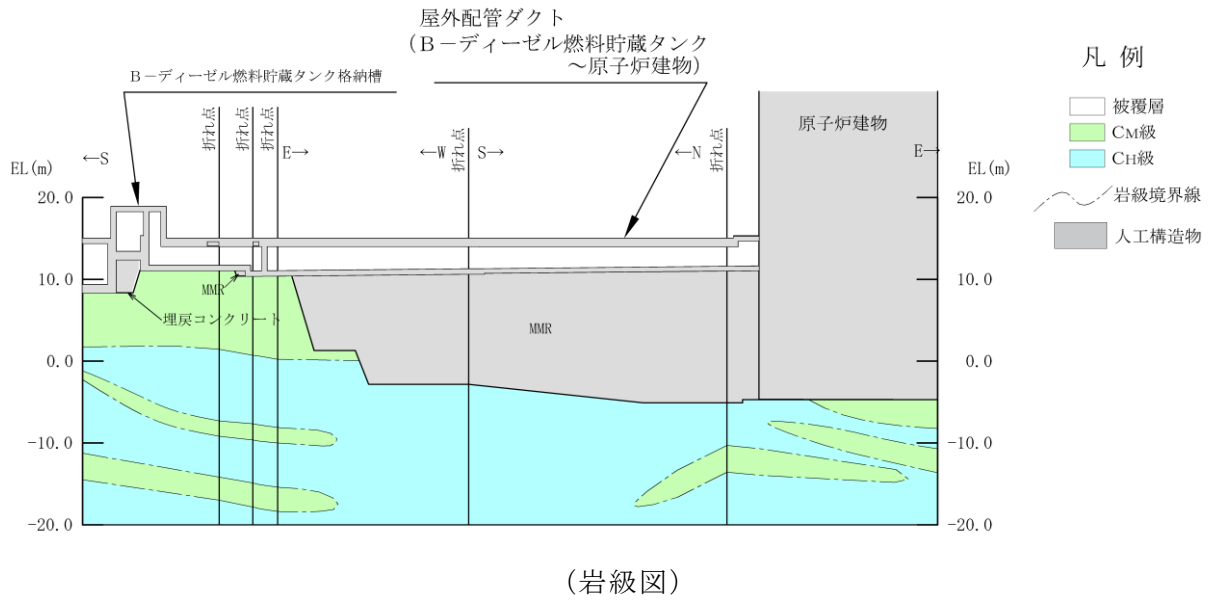 屋外配管ダクト
(B－ディーゼル燃料貯蔵タンク
～原子炉建物)
B－ディーゼル燃料貯蔵タンク格納槽
凡 例
被覆層
CM級
CH級
岩級境界線
人工構造物
原子炉建物
折れ点
折れ点
折れ点
折れ点
折れ点
←S
E→
←W
S→
←N
E→
EL(m)
EL(m)
20.0
20.0
10.0
10.0
0.0
0.0
-10.0
-10.0
-20.0
-20.0
MMR
埋戻コンクリート
MMR
(岩級図)